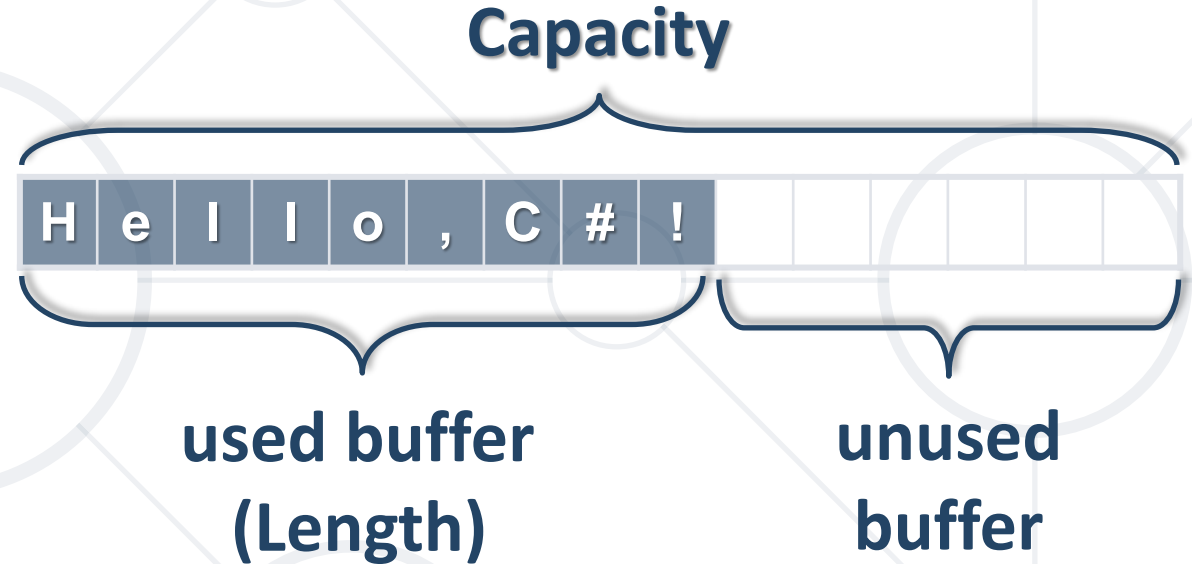 Capacity
H e l l o , C # !
used buffer
(Length)
unused
buffer